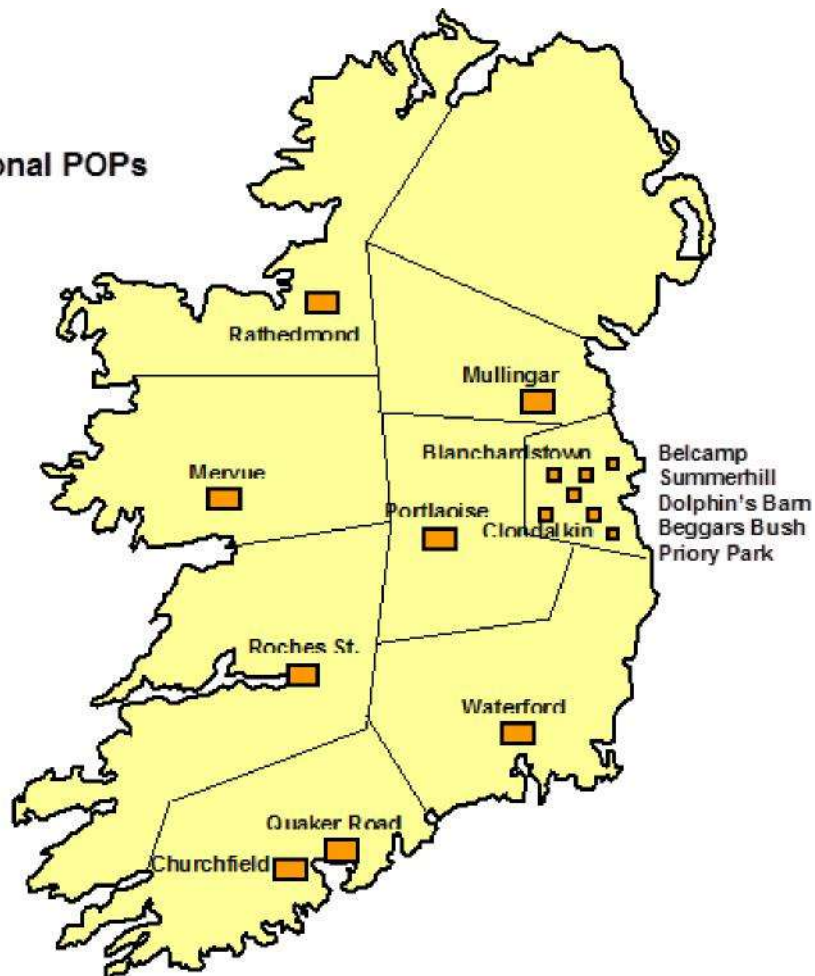 onal POPs
Rathedmond
Mullingar
Blanchardstown
Belcamp
Summerhill
Mervue
Dolphin's Barn
Portlaoise
Clondalkin
Beggars Bush
Priory Park
Roches St.
Waterford
Quaker Road
Churchfield